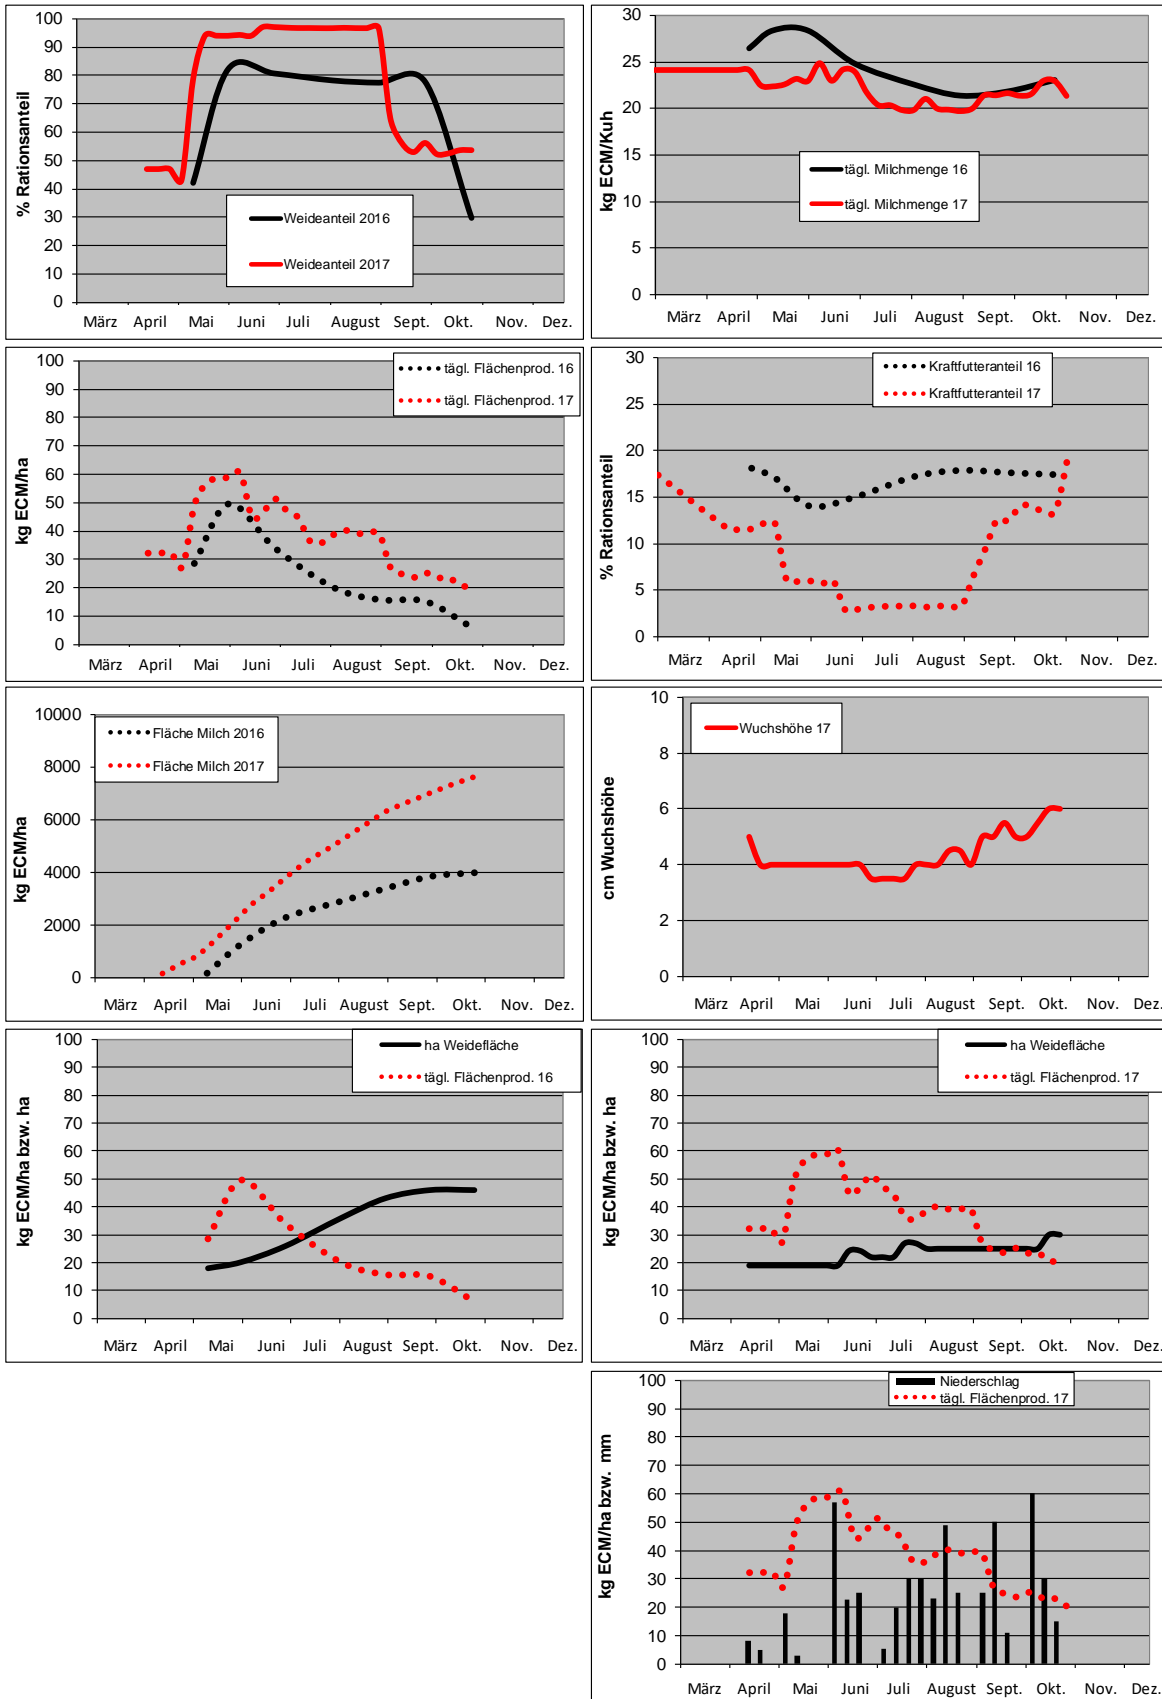 % Rationsanteil
100
90
80
70
60
50
40
30
20
10
0
Weideanteil 2016
Weideanteil 2017
März April Mai Juni Juli August Sept. Okt. Nov. Dez.
kg ECM/Kuh
30
25
20
15
10
5
0
tägl. Milchmenge 16
tägl. Milchmenge 17
März April Mai Juni Juli August Sept. Okt. Nov. Dez.
kg ECM/ha
100
90
80
70
60
50
40
30
20
10
0
tägl. Flächenprod. 16
tägl. Flächenprod. 17
März April Mai Juni Juli August Sept. Okt. Nov. Dez.
% Rationsanteil
30
25
20
15
10
5
0
Kraftfutteranteil 16
Kraftfutteranteil 17
März April Mai Juni Juli August Sept. Okt. Nov. Dez.
kg ECM/ha
10000
8000
6000
4000
2000
0
Fläche Milch 2016
Fläche Milch 2017
März April Mai Juni Juli August Sept. Okt. Nov. Dez.
cm Wuchshöhe
10
8
6
4
2
0
Wuchshöhe 17
März April Mai Juni Juli August Sept. Okt. Nov. Dez.
kg ECM/ha bzw. ha
100
90
80
70
60
50
40
30
20
10
0
ha Weidefläche
tägl. Flächenprod. 16
März April Mai Juni Juli August Sept. Okt. Nov. Dez.
kg ECM/ha bzw. ha
100
90
80
70
60
50
40
30
20
10
0
ha Weidefläche
tägl. Flächenprod. 17
März April Mai Juni Juli August Sept. Okt. Nov. Dez.
kg ECM/ha bzw. mm
100
90
80
70
60
50
40
30
20
10
0
Niederschlag
tägl. Flächenprod. 17
März April Mai Juni Juli August Sept. Okt. Nov. Dez.